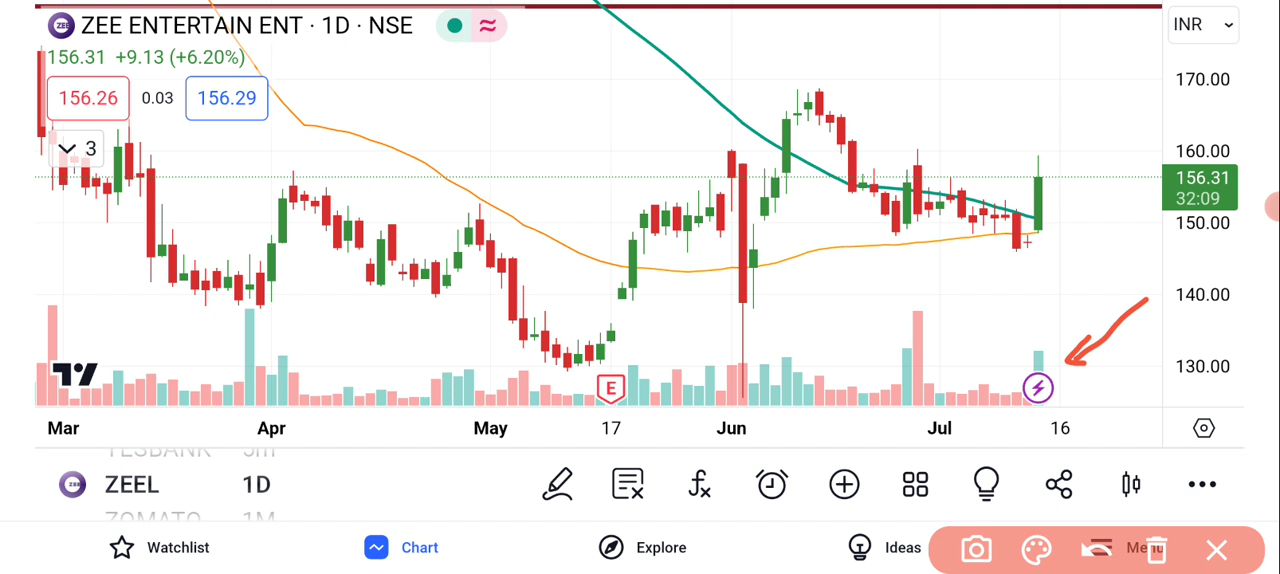 ZEE ENTERTAIN ENT · 1D · NSE
INR
156.31 +9.13 (+6.20%)
156.26 0.03 156.29
3
170.00
160.00
156.31
32:09
150.00
140.00
130.00
E
Mar Apr May 17 Jun Jul 16
YESBANK 5m
ZEEL 1D
ZOMATO 1M
Watchlist Chart Explore Ideas Menu